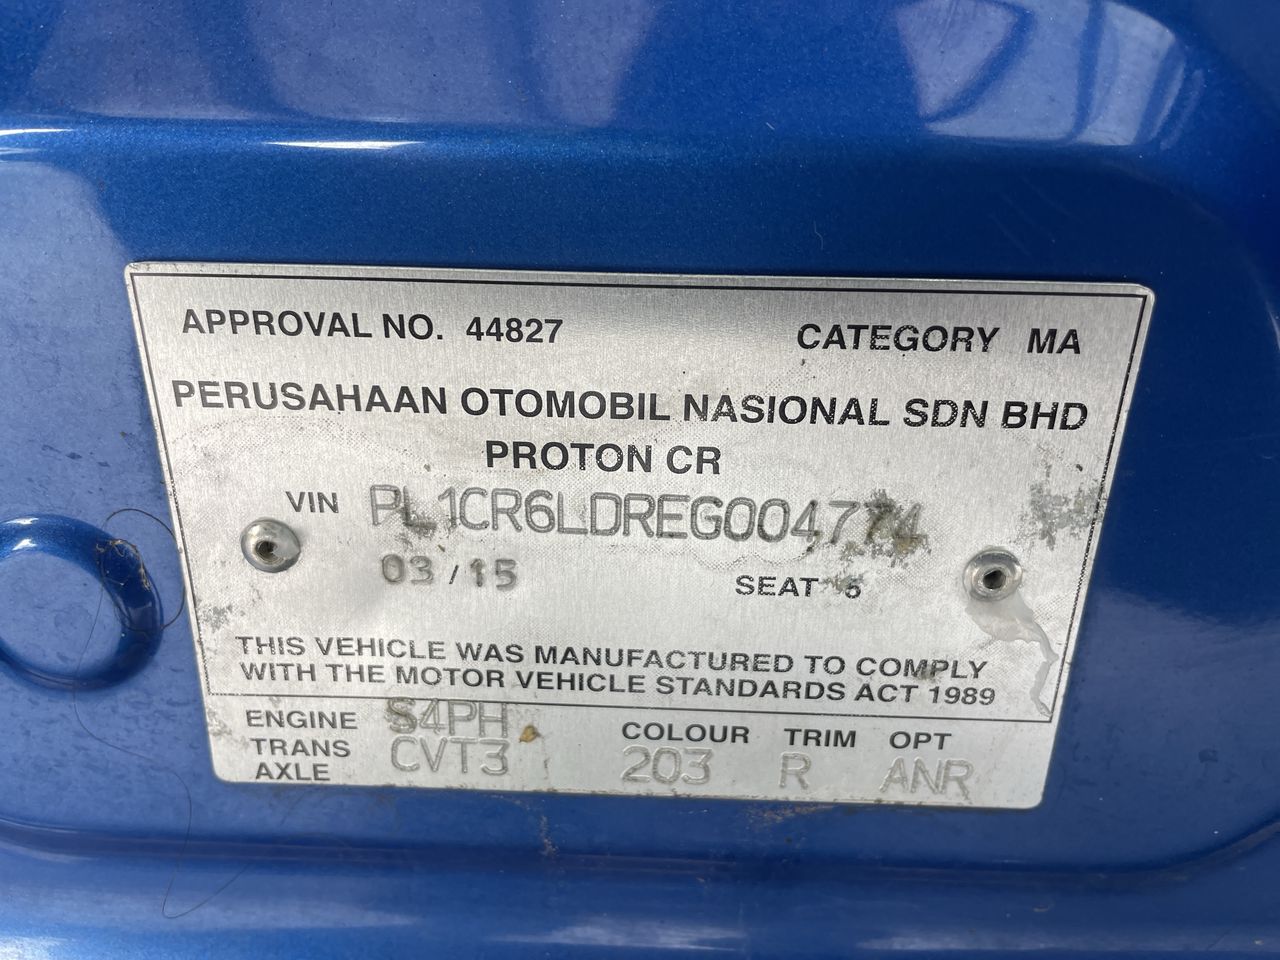 APPROVAL NO. 44827 CATEGORY MA
PERUSAHAAN OTOMOBIL NASIONAL SDN BHD
PROTON CR
VIN PL1CR6LDREG004774
03 / 15 SEAT 5
THIS VEHICLE WAS MANUFACTURED TO COMPLY
WITH THE MOTOR VEHICLE STANDARDS ACT 1989
ENGINE S4PH COLOUR TRIM OPT
TRANS CVT3 203 R ANR
AXLE